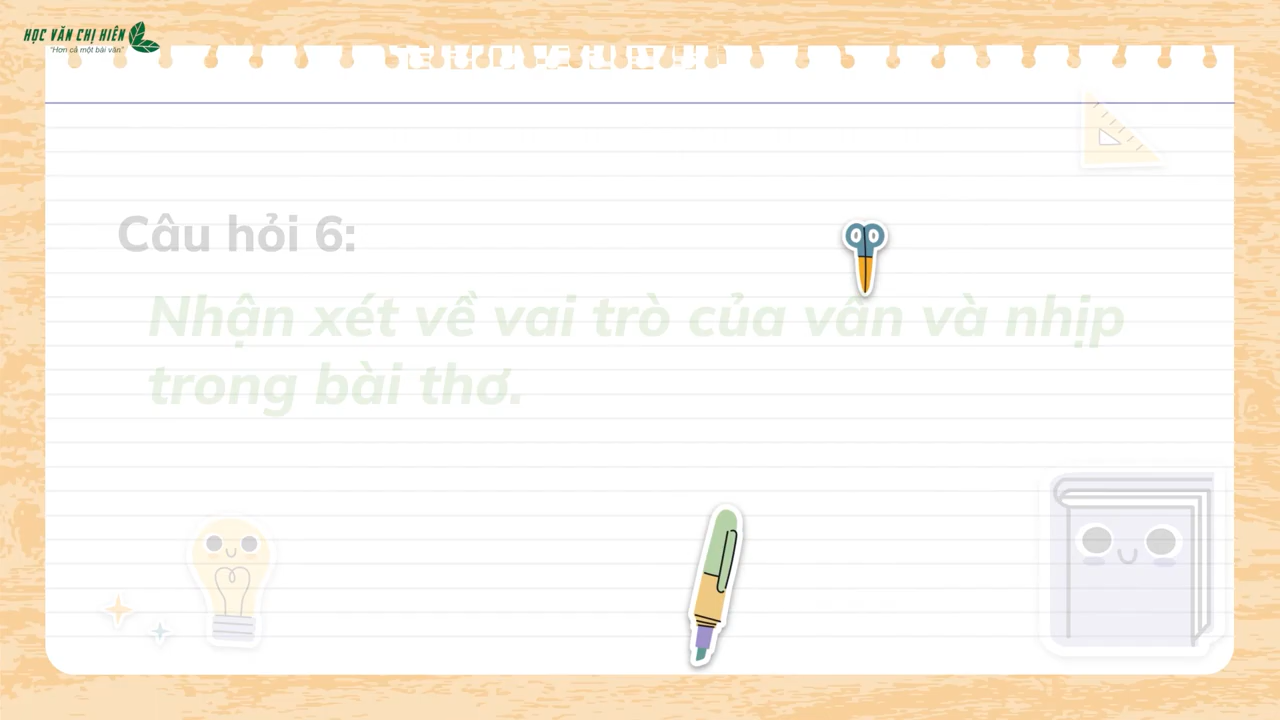 HỌC VĂN CHỊ HIÊN
"Hơn cả một bài văn"
Câu hỏi 6:
Nhận xét về vai trò của vần và nhịp
trong bài thơ.